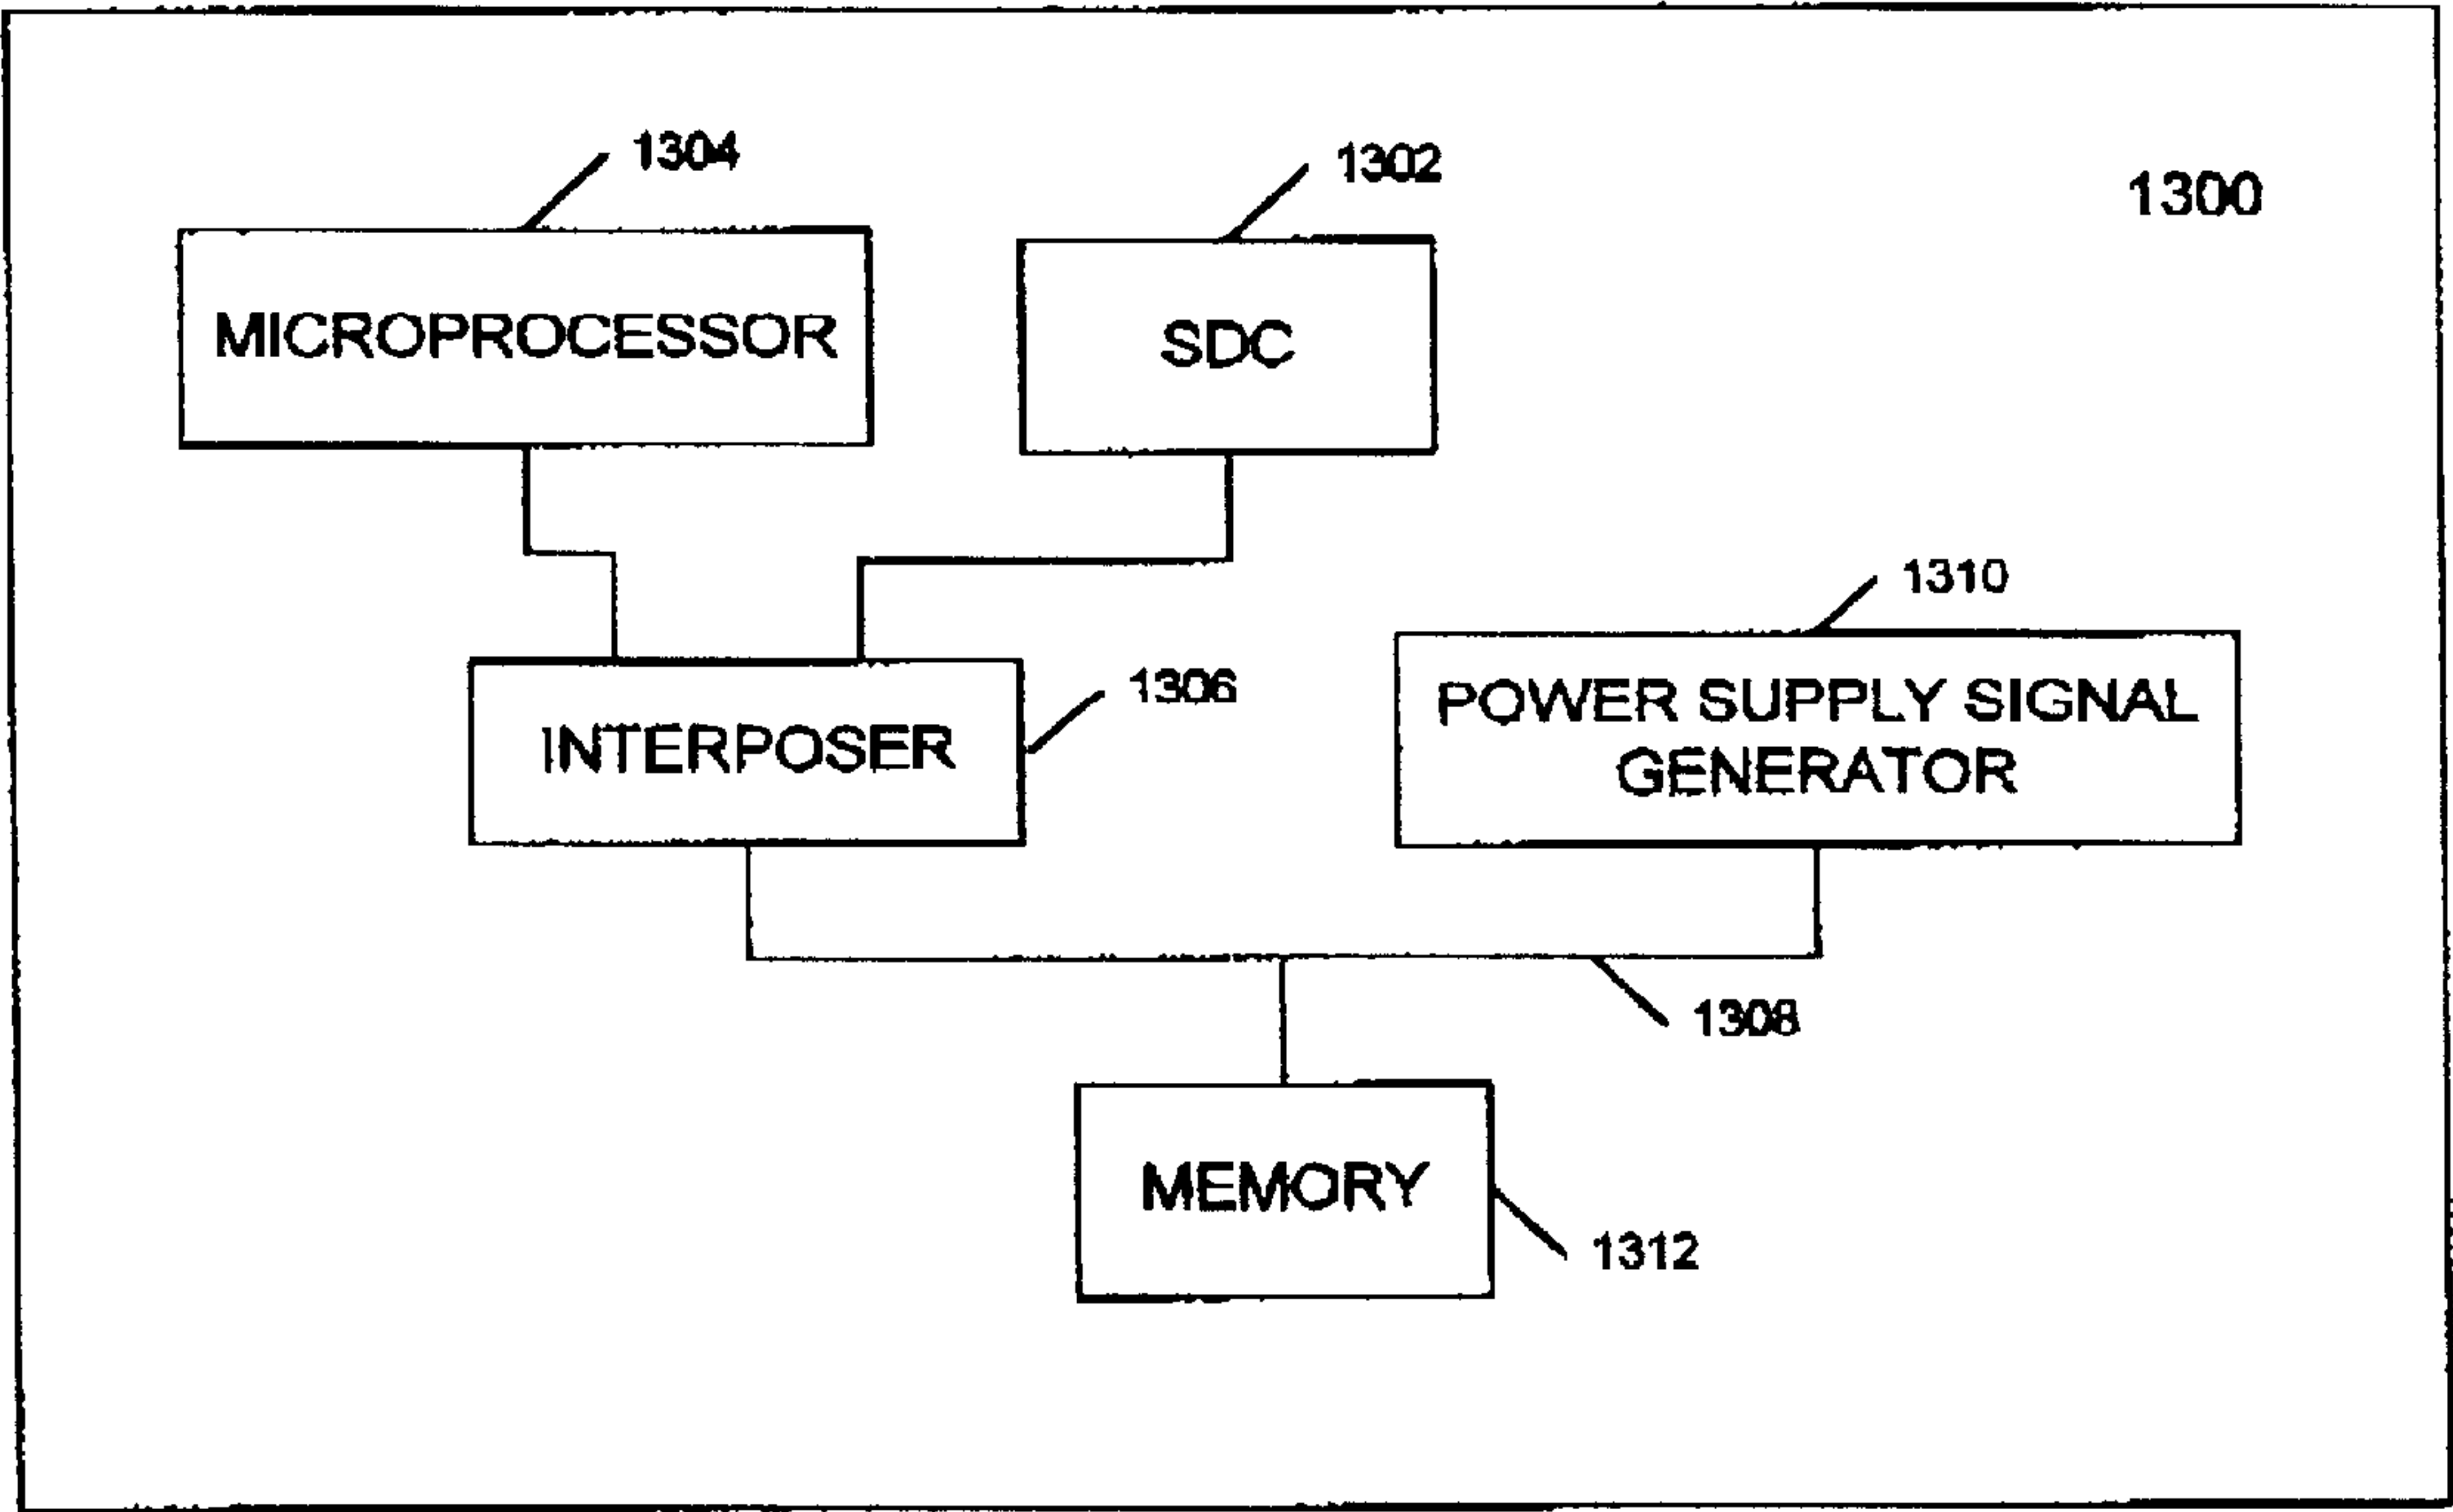 1304
1302
1300
MICROPROCESSOR
SDC
1310
1306
POWER SUPPLY SIGNAL
GENERATOR
INTERPOSER
1308
MEMORY
1312